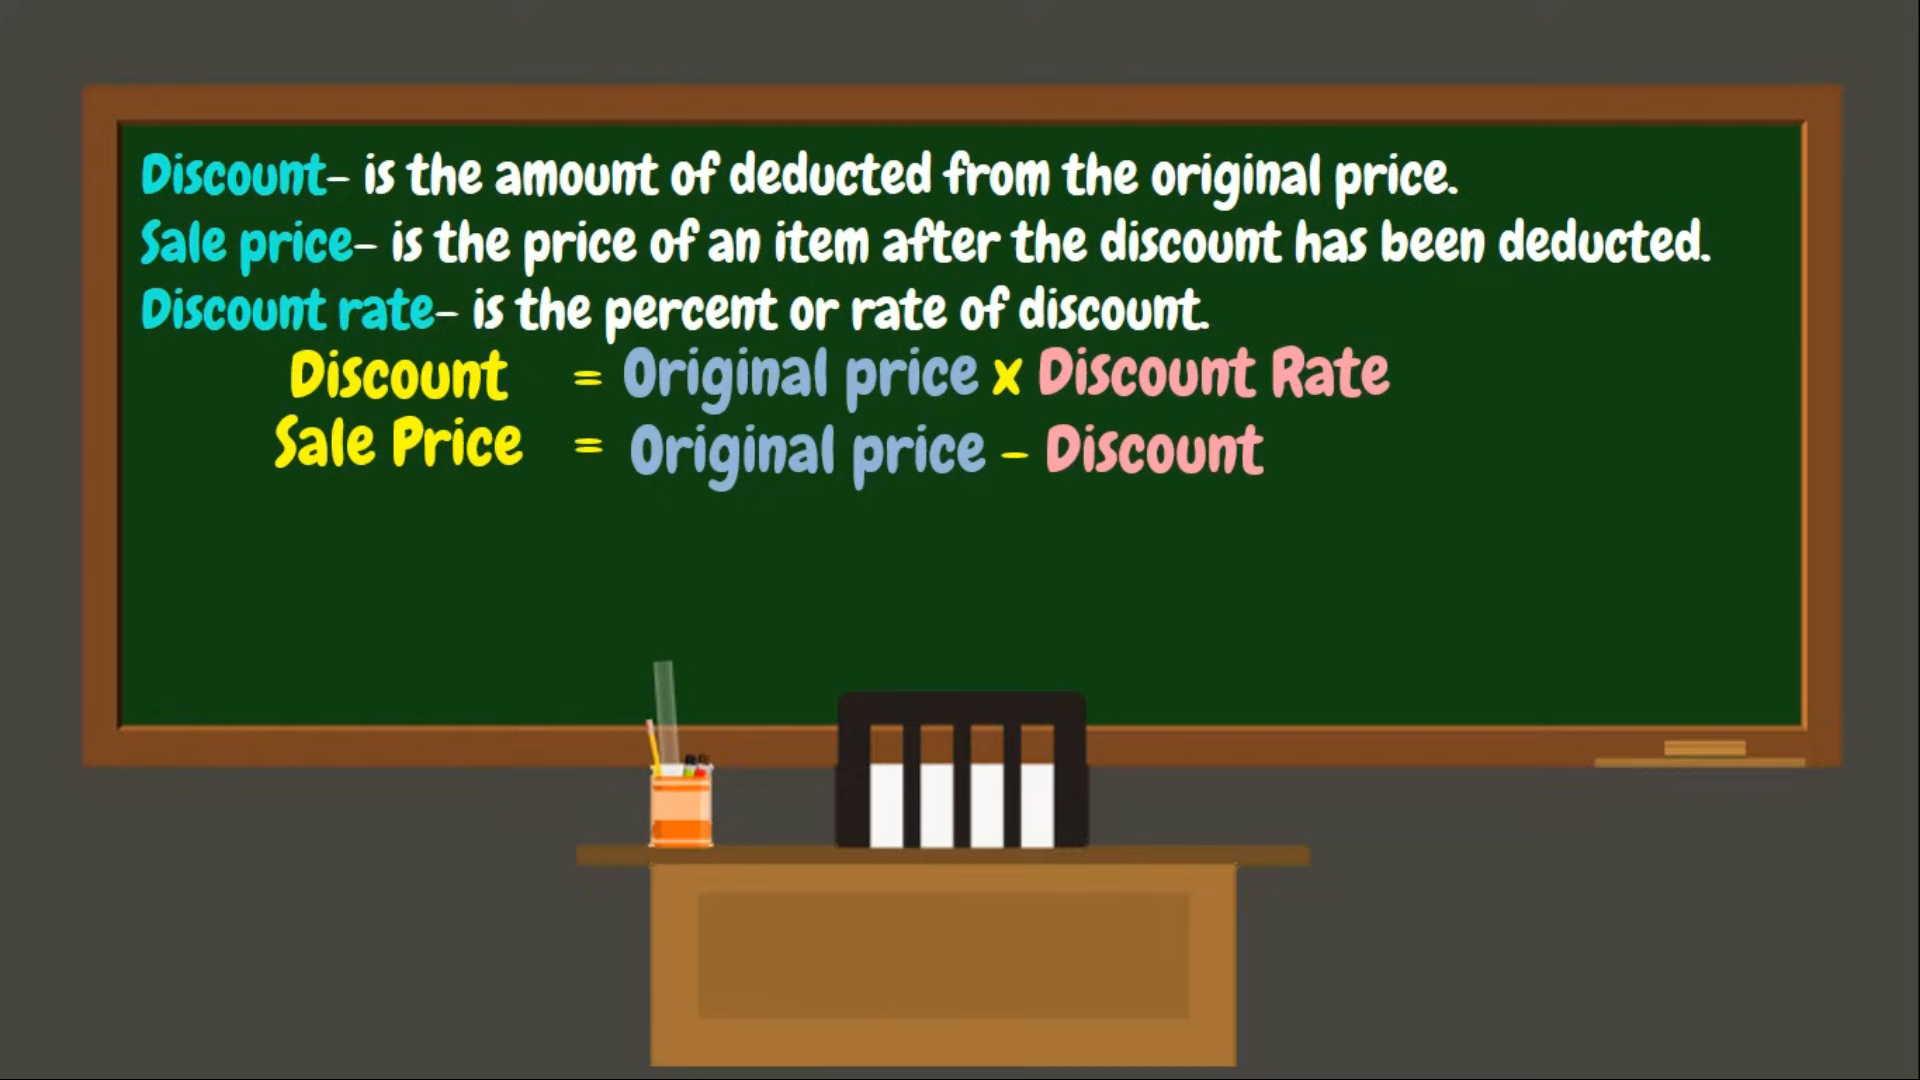 Discount- is the amount of deducted from the original price.
Sale price- is the price of an item after the discount has been deducted.
Discount rate- is the percent or rate of discount.
Discount = Original price x Discount Rate
Sale Price = Original price - Discount